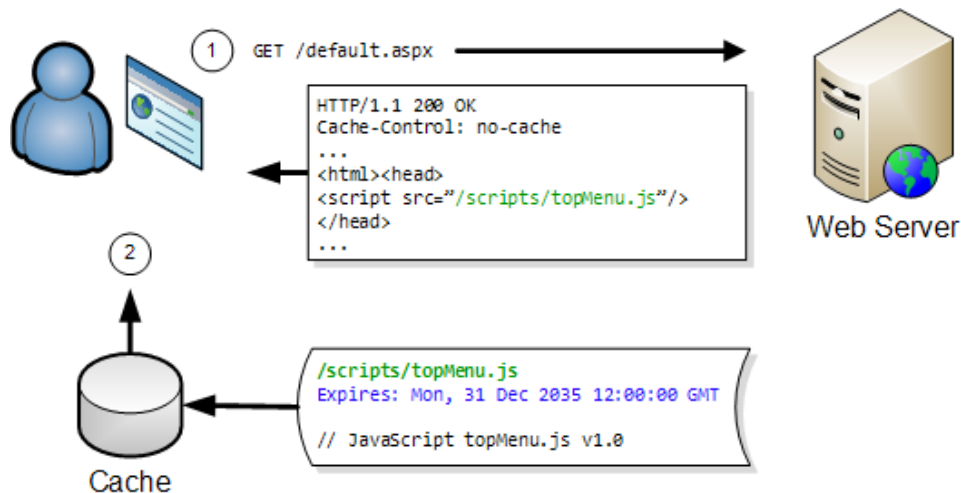 1 GET /default.aspx
HTTP/1.1 200 OK
Cache-Control: no-cache
...
<html><head>
<script src=”/scripts/topMenu.js”/>
</head>
...
Web Server
2
/scripts/topMenu.js
Expires: Mon, 31 Dec 2035 12:00:00 GMT
// JavaScript topMenu.js v1.0
Cache